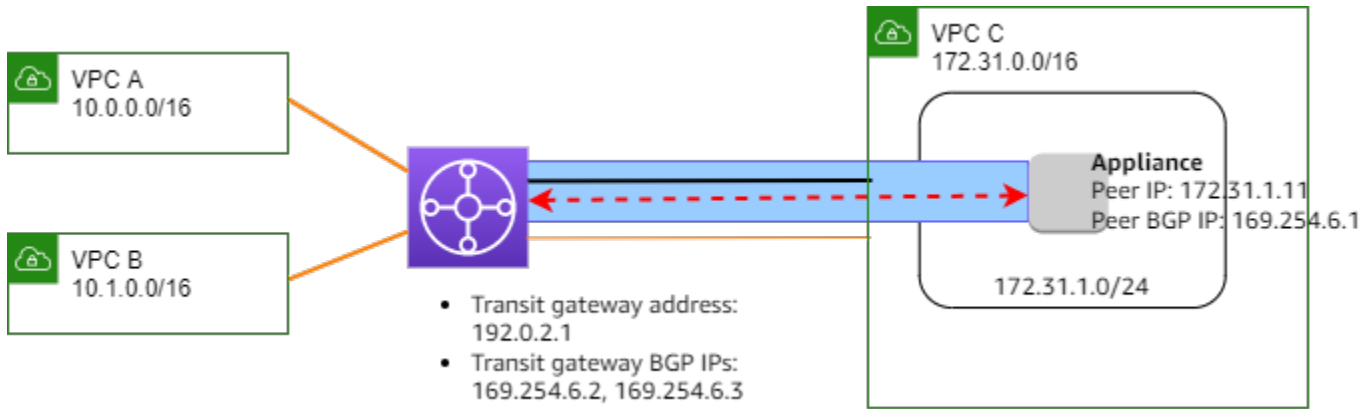 VPC A
10.0.0.0/16
VPC B
10.1.0.0/16
• Transit gateway address:
192.0.2.1
• Transit gateway BGP IPs:
169.254.6.2, 169.254.6.3
VPC C
172.31.0.0/16
Appliance
Peer IP: 172.31.1.11
Peer BGP IP: 169.254.6.1
172.31.1.0/24